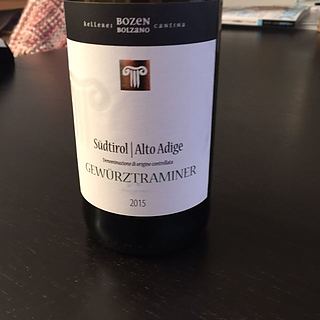 kellerei BOZEN cantina
BOLZANO
Südtirol | Alto Adige
Denominazione di origine controllata
GEWÜRZTRAMINER
2015